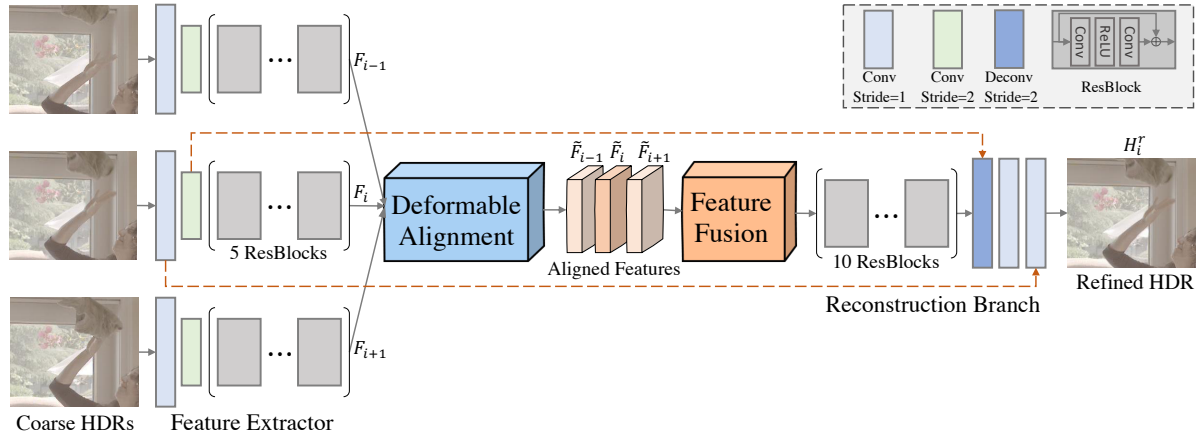 F_{i-1}
Conv
ReLU
Conv
⊕
Conv
Stride=1
Conv
Stride=2
Deconv
Stride=2
ResBlock
F_i
5 ResBlocks
Deformable
Alignment
F̃_{i-1} F̃_i F̃_{i+1}
Aligned Features
Feature
Fusion
10 ResBlocks
H_i^r
Refined HDR
Reconstruction Branch
F_{i+1}
Coarse HDRs
Feature Extractor